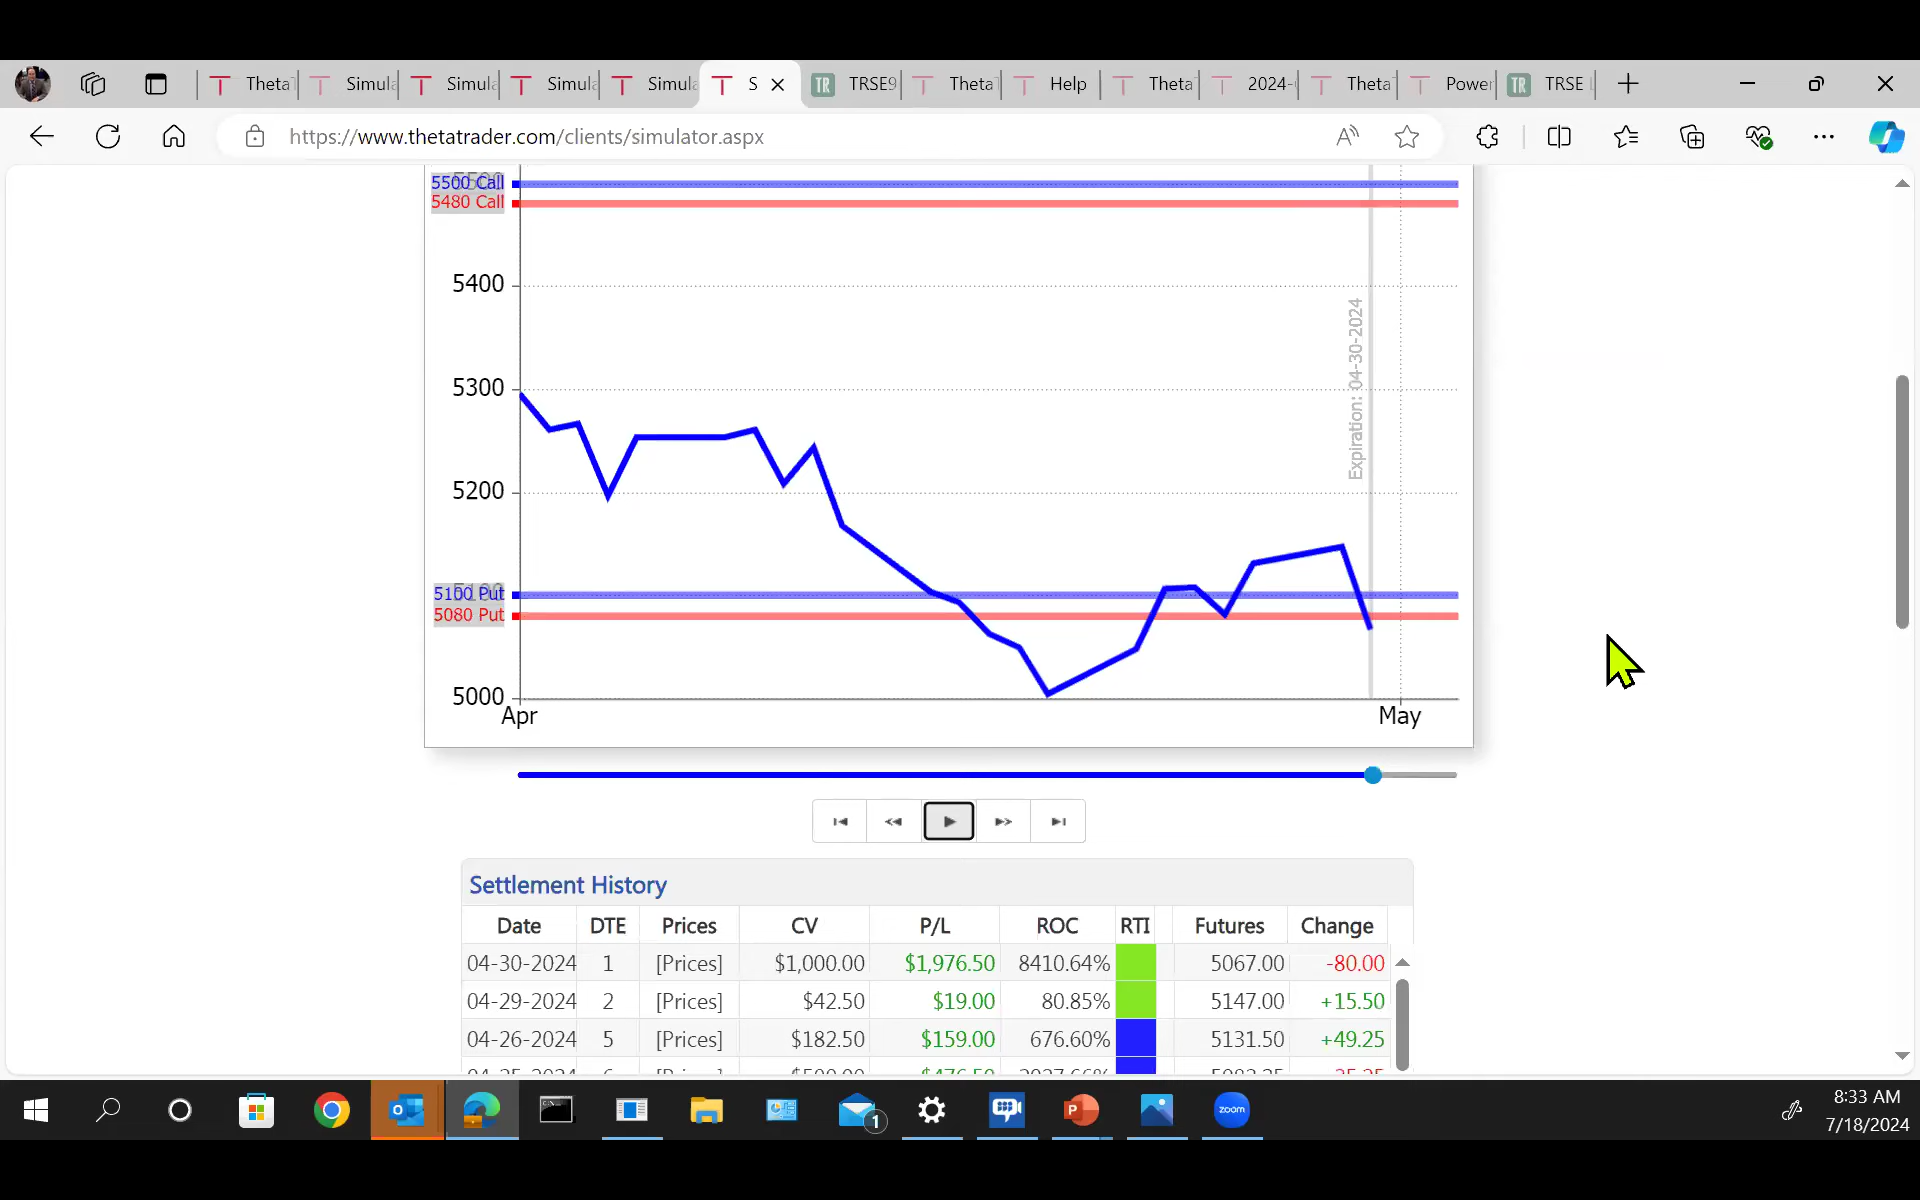 Theta Simula Simula Simula Simula S TRSE9 Theta Help Theta 2024- Theta Power TRSE
https://www.thetatrader.com/clients/simulator.aspx
5500 Call
5480 Call
5400
5300
5200
5100 Put
5080 Put
5000
Expiration: 04-30-2024
Apr May
Settlement History
Date DTE Prices CV P/L ROC RTI Futures Change
04-30-2024 1 [Prices] $1,000.00 $1,976.50 8410.64% 5067.00 -80.00
04-29-2024 2 [Prices] $42.50 $19.00 80.85% 5147.00 +15.50
04-26-2024 5 [Prices] $182.50 $159.00 676.60% 5131.50 +49.25
1
zoom
8:33 AM
7/18/2024